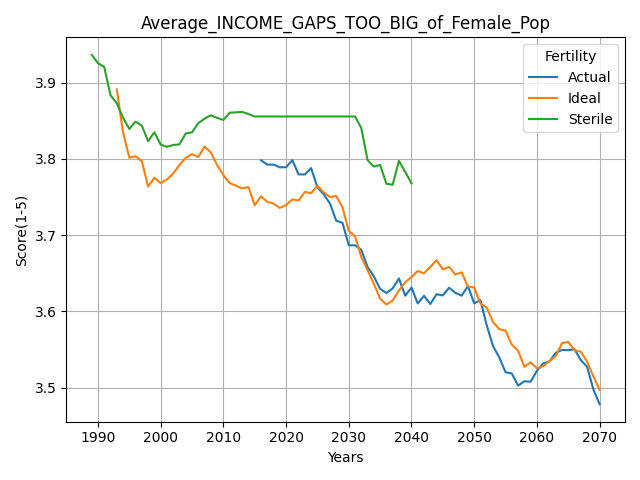 Average_INCOME_GAPS_TOO_BIG_of_Female_Pop
Fertility
Actual
Ideal
Sterile
Score(1-5)
3.9
3.8
3.7
3.6
3.5
1990 2000 2010 2020 2030 2040 2050 2060 2070
Years